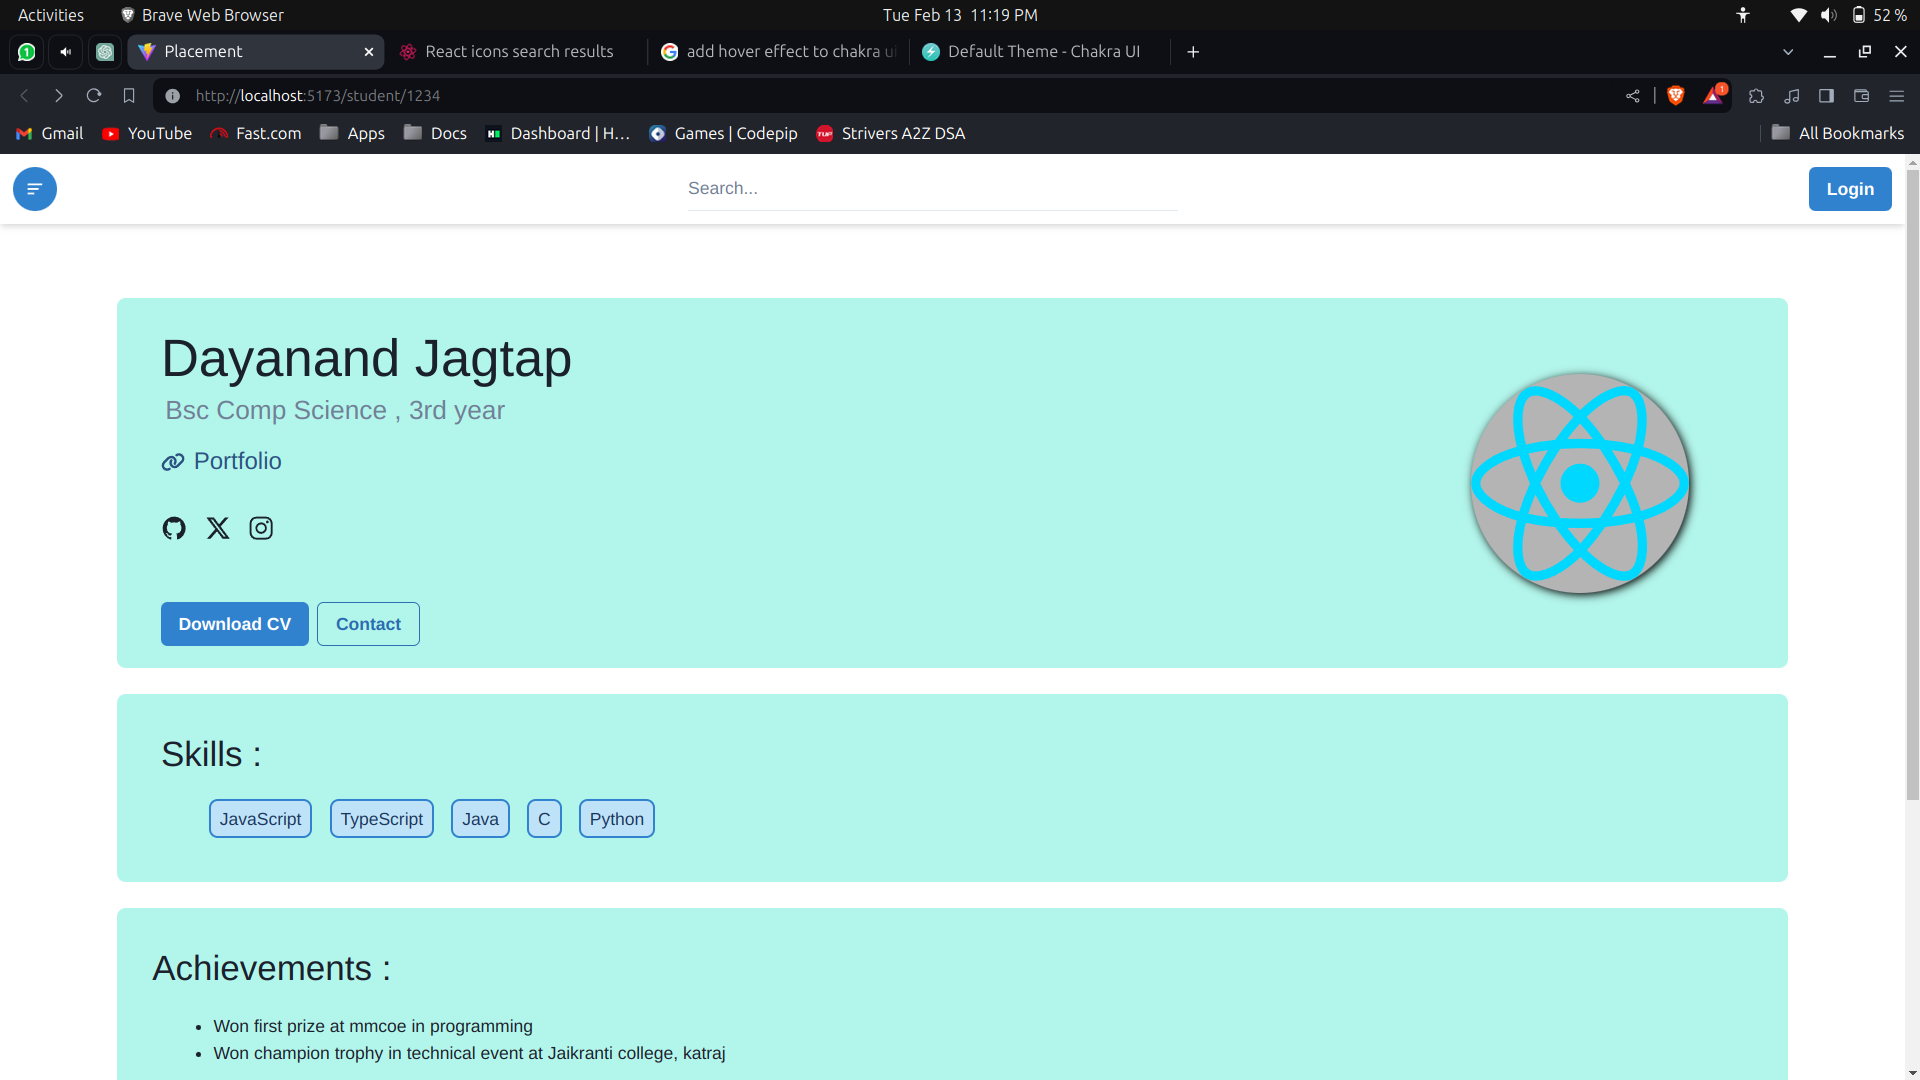 Activities Brave Web Browser Tue Feb 13 11:19 PM 52 %
1 Placement React icons search results add hover effect to chakra ui Default Theme - Chakra UI
http://localhost:5173/student/1234 1
Gmail YouTube Fast.com Apps Docs Dashboard | H... Games | Codepip TUF Strivers A2Z DSA All Bookmarks
Search... Login
Dayanand Jagtap
Bsc Comp Science , 3rd year
Portfolio
Download CV Contact
Skills :
JavaScript TypeScript Java C Python
Achievements :
• Won first prize at mmcoe in programming
• Won champion trophy in technical event at Jaikranti college, katraj